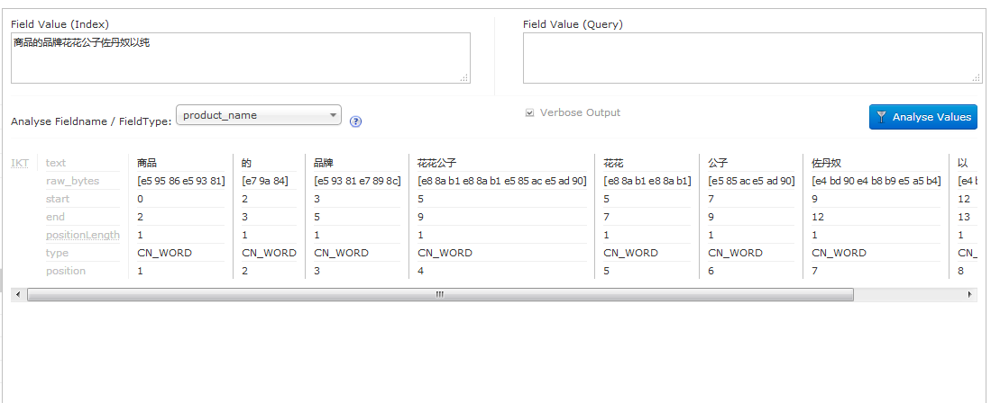 Field Value (Index)
Field Value (Query)
商品的品牌花花公子佐丹奴以纯
Analyse Fieldname / FieldType: product_name ?
Verbose Output
Analyse Values
IKT text 商品 的 品牌 花花公子 花花 公子 佐丹奴 以
raw_bytes [e5 95 86 e5 93 81] [e7 9a 84] [e5 93 81 e7 89 8c] [e8 8a b1 e8 8a b1 e5 85 ac e5 ad 90] [e8 8a b1 e8 8a b1] [e5 85 ac e5 ad 90] [e4 bd 90 e4 b8 b9 e5 a5 b4] [e4 b
start 0 2 3 5 5 7 9 12
end 2 3 5 9 7 9 12 13
positionLength 1 1 1 1 1 1 1 1
type CN_WORD CN_WORD CN_WORD CN_WORD CN_WORD CN_WORD CN_WORD CN_
position 1 2 3 4 5 6 7 8